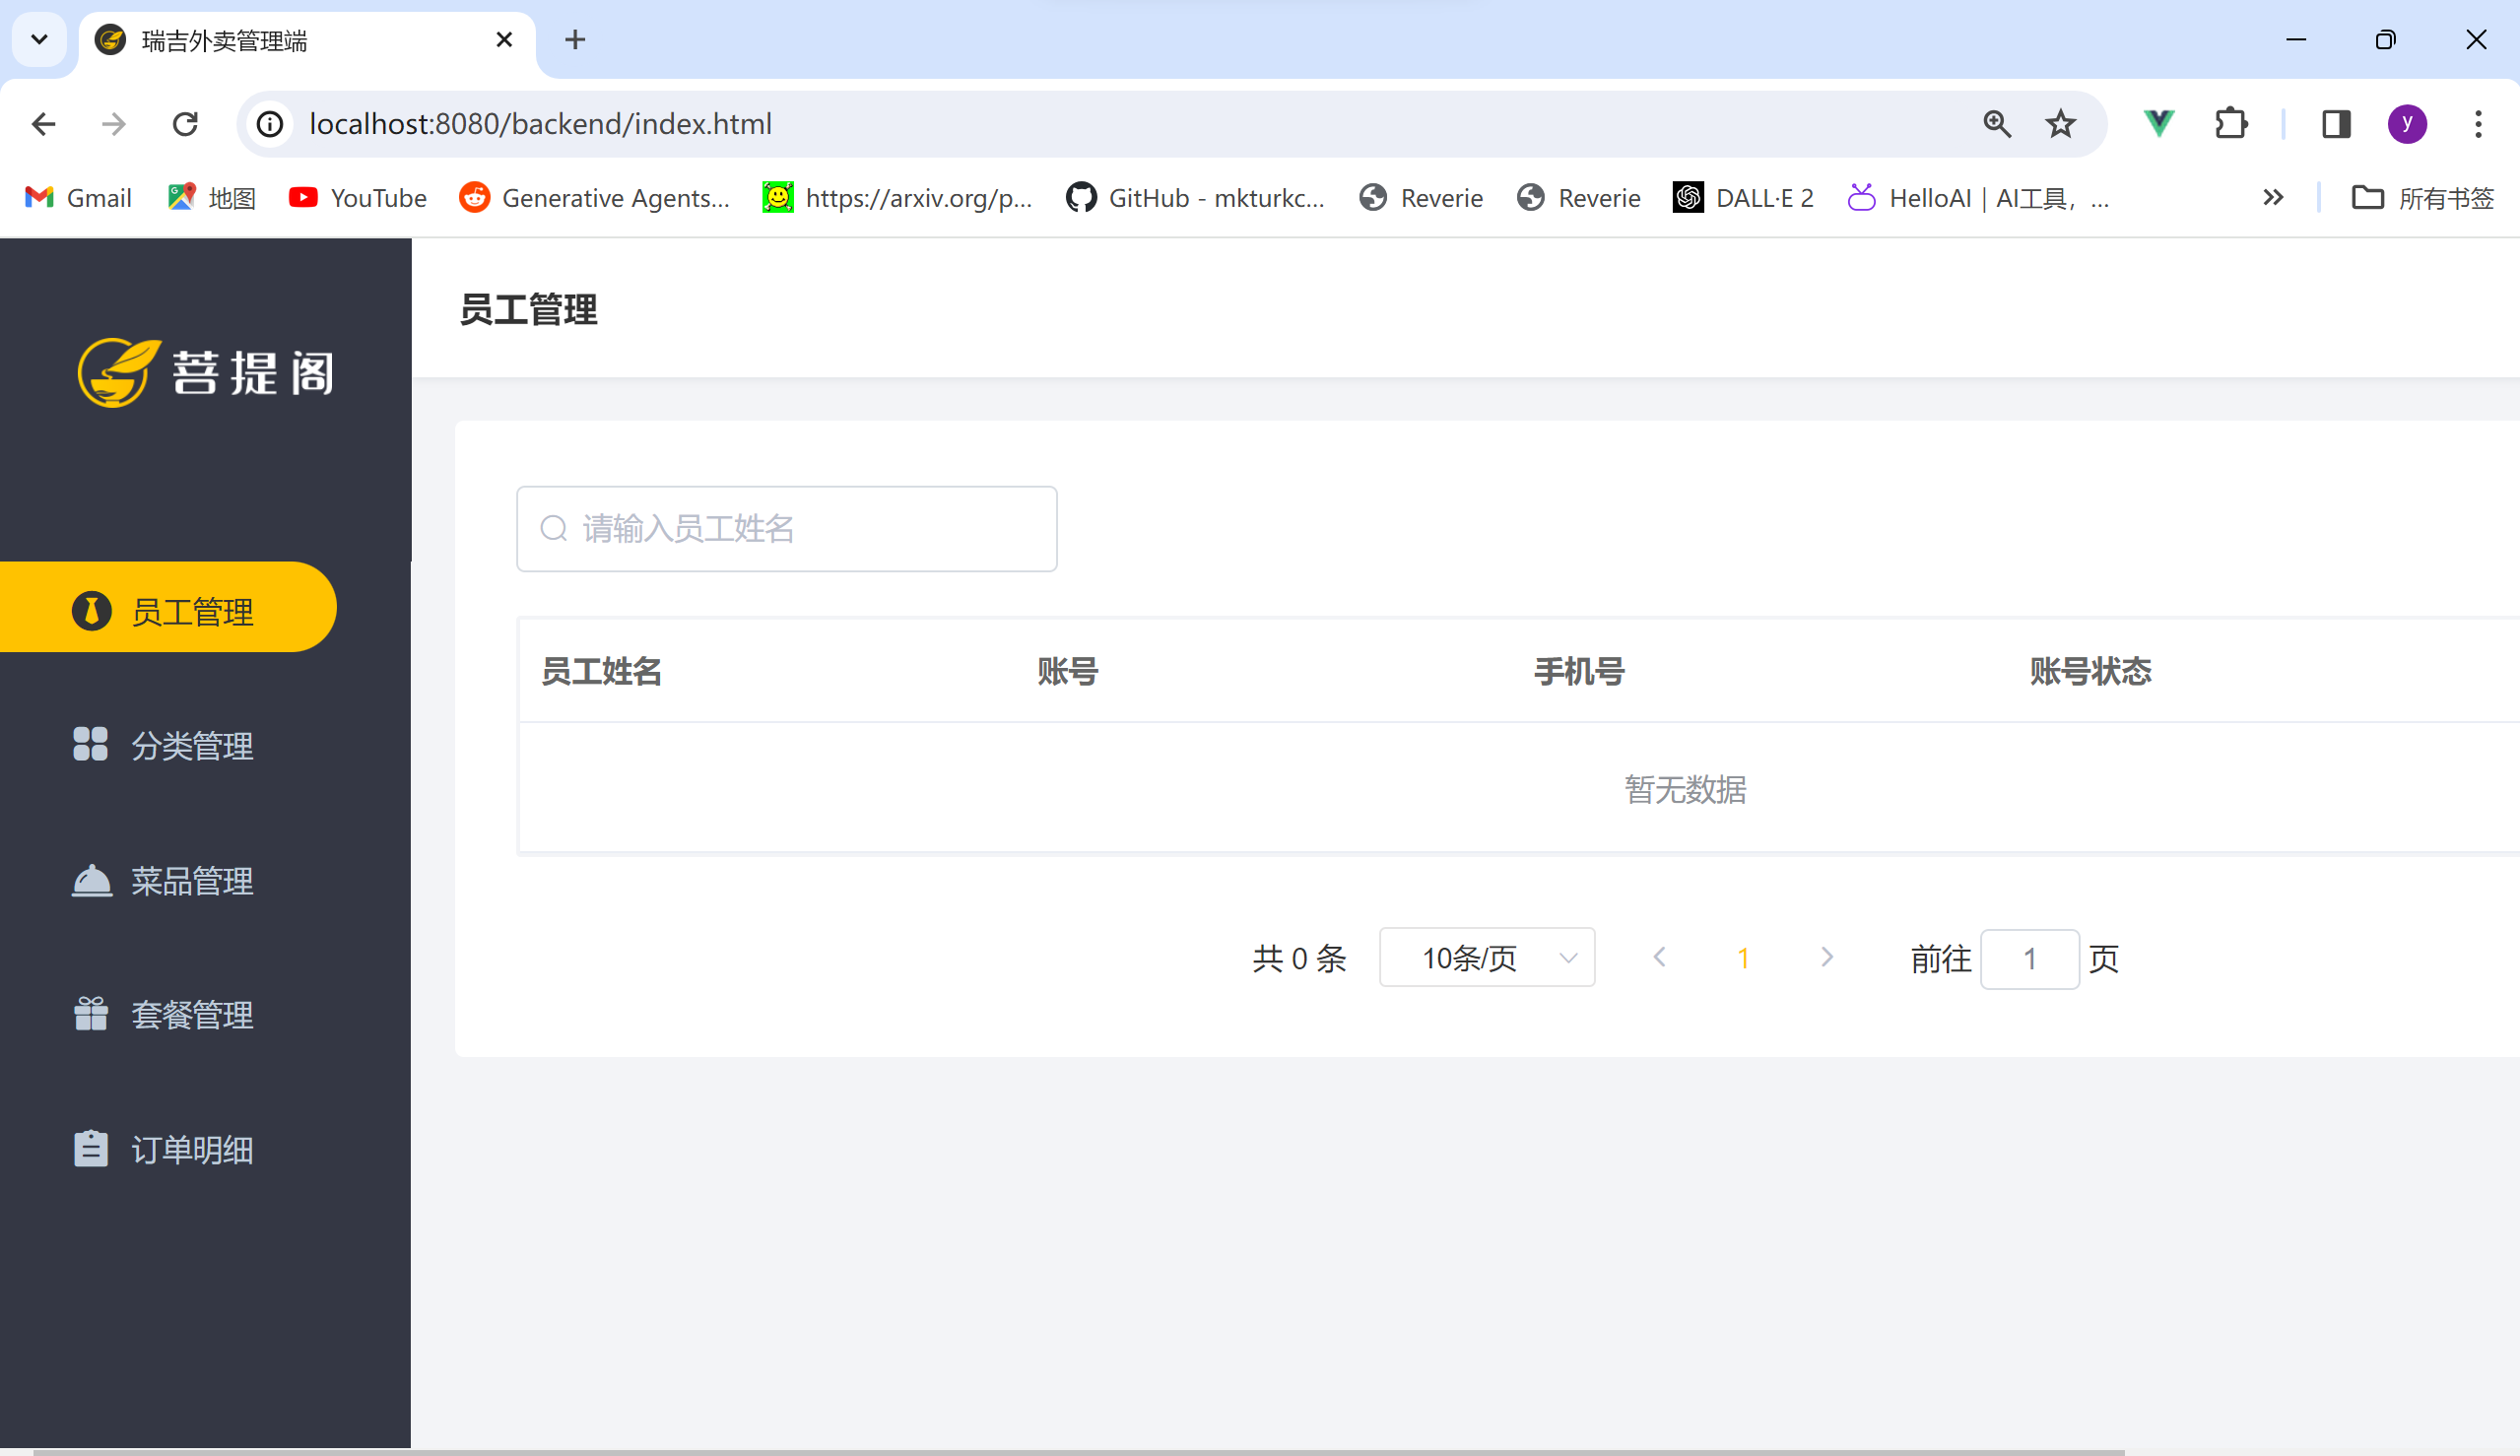 瑞吉外卖管理端
localhost:8080/backend/index.html
y
Gmail 地图 YouTube Generative Agents... https://arxiv.org/p... GitHub - mkturkc... Reverie Reverie DALL·E 2 HelloAI | AI工具，... 所有书签
菩提阁
员工管理
请输入员工姓名
员工管理
分类管理
菜品管理
套餐管理
订单明细
员工姓名 账号 手机号 账号状态
暂无数据
共 0 条 10条/页 1 前往 1 页